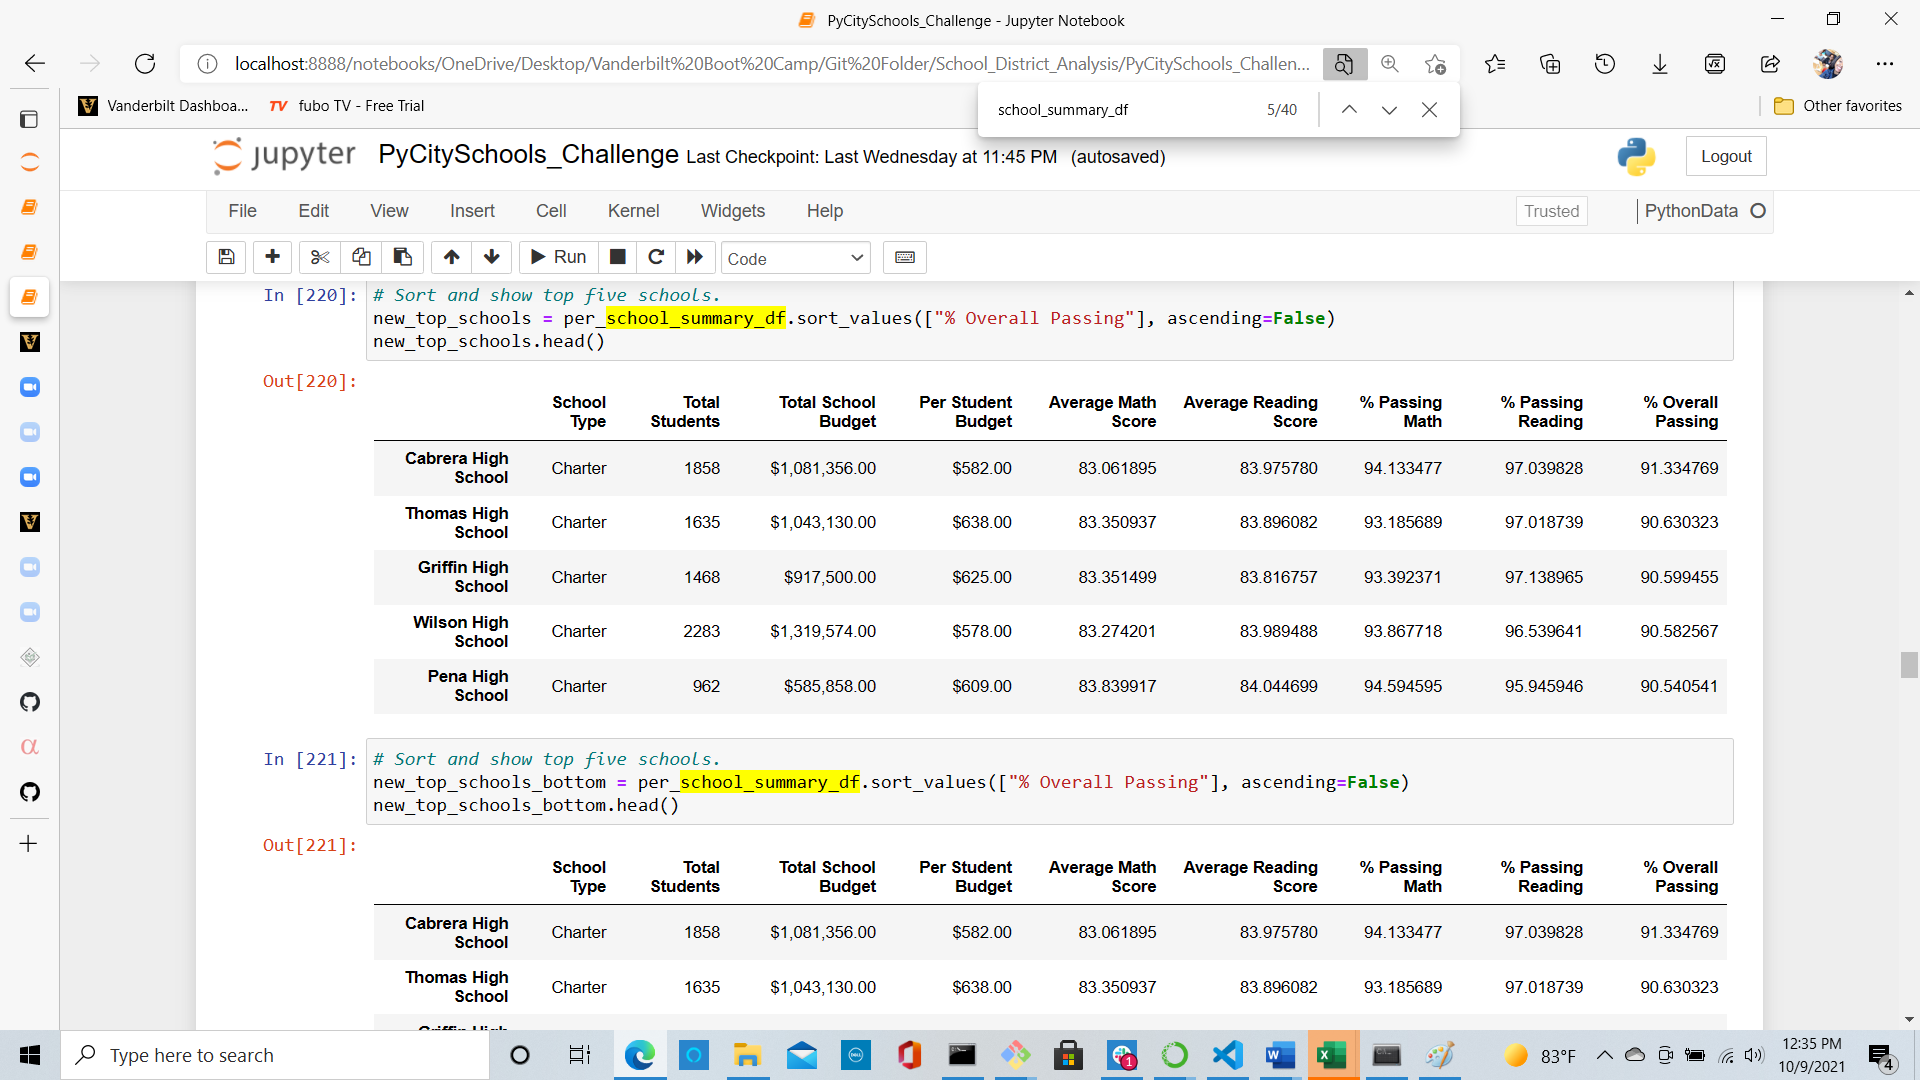 PyCitySchools_Challenge - Jupyter Notebook
localhost:8888/notebooks/OneDrive/Desktop/Vanderbilt%20Boot%20Camp/Git%20Folder/School_District_Analysis/PyCitySchools_Challen...
Vanderbilt Dashboa... TV fubo TV - Free Trial Other favorites
school_summary_df 5/40
jupyter PyCitySchools_Challenge Last Checkpoint: Last Wednesday at 11:45 PM (autosaved) Logout
File Edit View Insert Cell Kernel Widgets Help Trusted PythonData
Run Code
In [220]: # Sort and show top five schools.
new_top_schools = per_school_summary_df.sort_values(["% Overall Passing"], ascending=False)
new_top_schools.head()
Out[220]:
School Total Total School Per Student Average Math Average Reading % Passing % Passing % Overall
Type Students Budget Budget Score Score Math Reading Passing
Cabrera High
School Charter 1858 $1,081,356.00 $582.00 83.061895 83.975780 94.133477 97.039828 91.334769
Thomas High
School Charter 1635 $1,043,130.00 $638.00 83.350937 83.896082 93.185689 97.018739 90.630323
Griffin High
School Charter 1468 $917,500.00 $625.00 83.351499 83.816757 93.392371 97.138965 90.599455
Wilson High
School Charter 2283 $1,319,574.00 $578.00 83.274201 83.989488 93.867718 96.539641 90.582567
Pena High
School Charter 962 $585,858.00 $609.00 83.839917 84.044699 94.594595 95.945946 90.540541
In [221]: # Sort and show top five schools.
new_top_schools_bottom = per_school_summary_df.sort_values(["% Overall Passing"], ascending=False)
new_top_schools_bottom.head()
Out[221]:
School Total Total School Per Student Average Math Average Reading % Passing % Passing % Overall
Type Students Budget Budget Score Score Math Reading Passing
Cabrera High
School Charter 1858 $1,081,356.00 $582.00 83.061895 83.975780 94.133477 97.039828 91.334769
Thomas High
School Charter 1635 $1,043,130.00 $638.00 83.350937 83.896082 93.185689 97.018739 90.630323
Griffin High
Type here to search 83°F 12:35 PM
10/9/2021 4